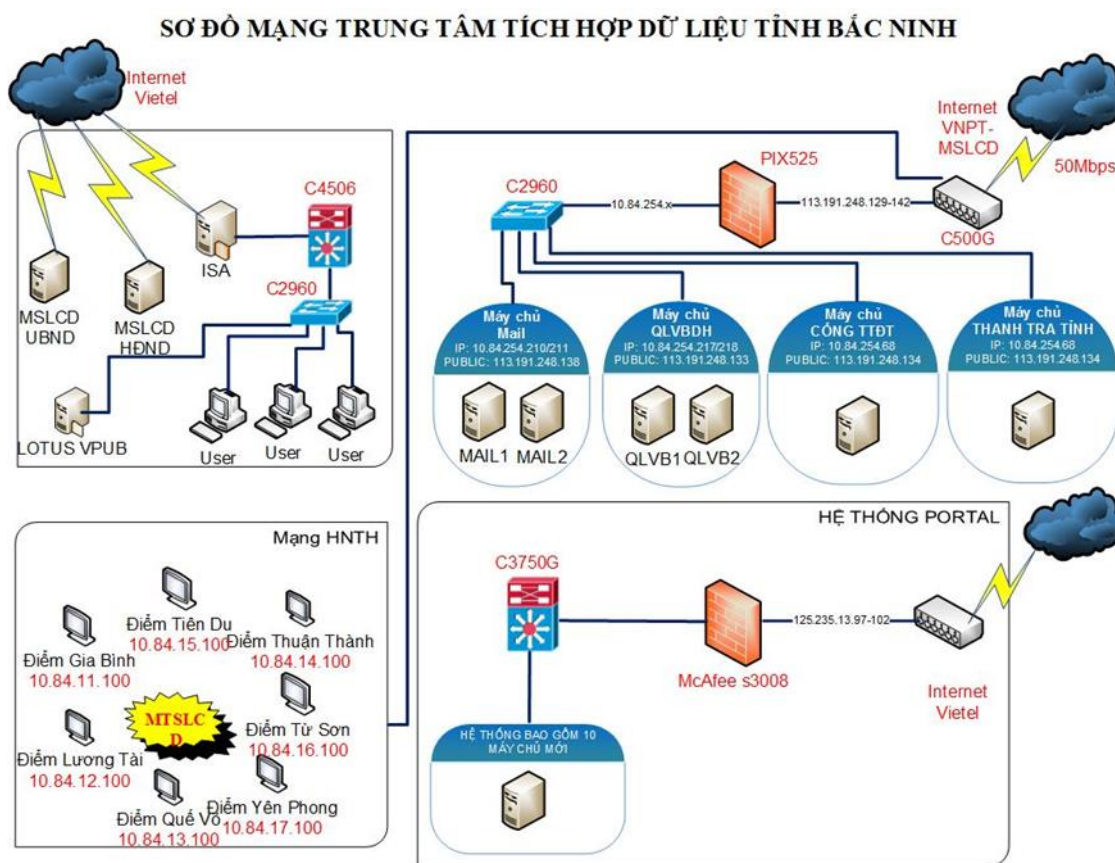 SƠ ĐỒ MẠNG TRUNG TÂM TÍCH HỢP DỮ LIỆU TỈNH BẮC NINH
Internet
Vietel
C4506
ISA
C2960
MSLCD
UBND
MSLCD
HĐND
LOTUS VPUB
User
User
User
Internet
VNPT-
MSLCD
50Mbps
PIX525
C2960
10.84.254.x
113.191.248.129-142
C500G
Máy chủ
Mail
IP: 10.84.254.210/211
PUBLIC: 113.191.248.138
MAIL1
MAIL2
Máy chủ
QLVBDH
IP: 10.84.254.217/218
PUBLIC: 113.191.248.133
QLVB1
QLVB2
Máy chủ
CỔNG TTĐT
IP: 10.84.254.68
PUBLIC: 113.191.248.134
Máy chủ
THANH TRA TỈNH
IP: 10.84.254.68
PUBLIC: 113.191.248.134
Mạng HNTH
Điểm Tiên Du
10.84.15.100
Điểm Thuận Thành
10.84.14.100
Điểm Gia Bình
10.84.11.100
MTSLC
D
Điểm Từ Sơn
10.84.16.100
Điểm Lương Tài
10.84.12.100
Điểm Quế Võ
10.84.13.100
Điểm Yên Phong
10.84.17.100
HỆ THỐNG PORTAL
C3750G
125.235.13.97-102
McAfee s3008
Internet
Vietel
HỆ THỐNG BAO GỒM 10
MÁY CHỦ MỚI